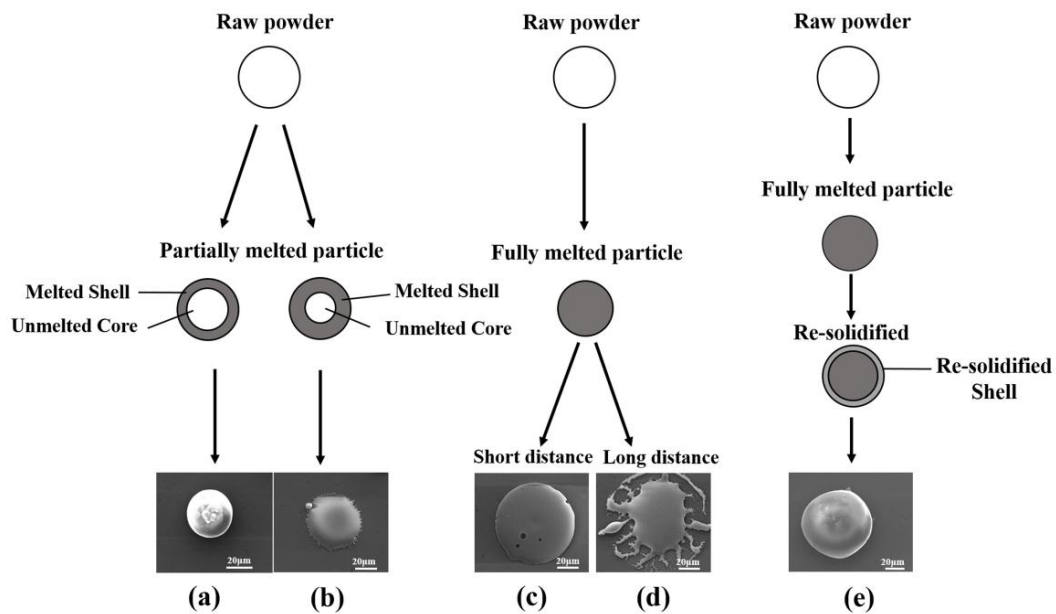 Raw powder
Raw powder
Raw powder
Partially melted particle
Melted Shell
Unmelted Core
Melted Shell
Unmelted Core
Fully melted particle
Fully melted particle
Re-solidified
Re-solidified
Shell
Short distance
Long distance
20μm
20μm
20μm
20μm
20μm
(a)
(b)
(c)
(d)
(e)